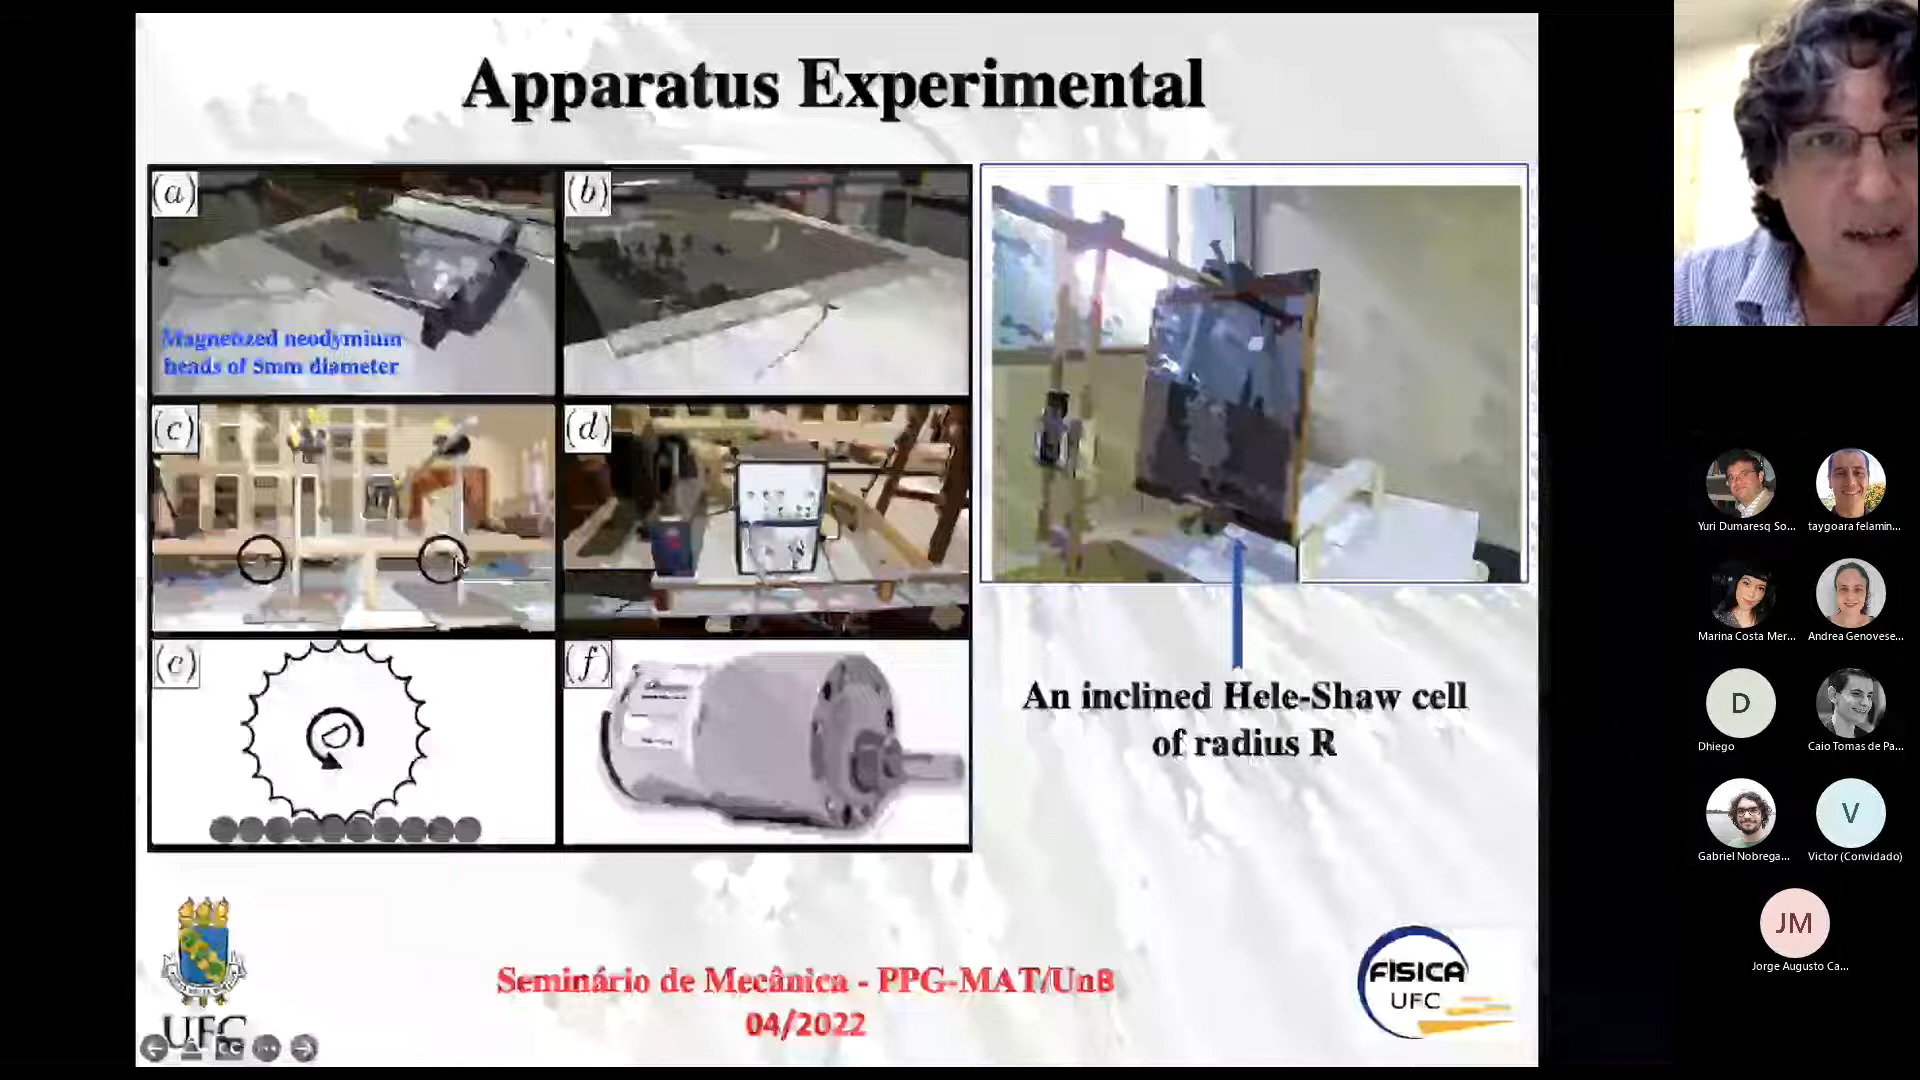 Apparatus Experimental
(a)
(b)
Magnetized neodymium
beads of 5mm diameter
(c)
(d)
(e)
(f)
An inclined Hele-Shaw cell
of radius R
Seminário de Mecânica - PPG-MAT/UnB
04/2022
UFC
FÍSICA
UFC
Yuri Dumaresq So...
taygoara felamin...
Marina Costa Mer...
Andrea Genovese...
D
Dhiego
Caio Tomas de Pa...
Gabriel Nobrega...
V
Victor (Convidado)
JM
Jorge Augusto Ca...